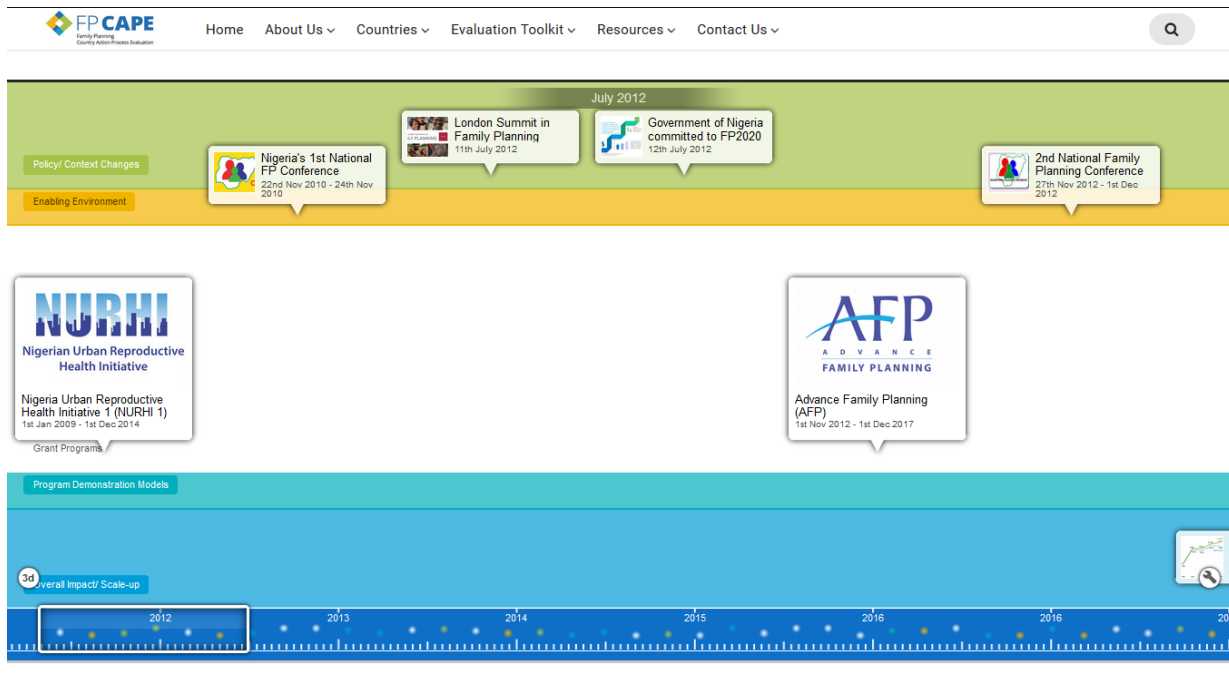 FP CAPE
Family Planning
Country Action Process Evaluation
Home About Us Countries Evaluation Toolkit Resources Contact Us
July 2012
London Summit in
Family Planning
11th July 2012
Government of Nigeria
committed to FP2020
12th July 2012
Policy/ Context Changes
Nigeria's 1st National
FP Conference
22nd Nov 2010 - 24th Nov
2010
2nd National Family
Planning Conference
27th Nov 2012 - 1st Dec
2012
Enabling Environment
NURHI
Nigerian Urban Reproductive
Health Initiative
Nigeria Urban Reproductive
Health Initiative 1 (NURHI 1)
1st Jan 2009 - 1st Dec 2014
AFP
ADVANCE
FAMILY PLANNING
Advance Family Planning
(AFP)
1st Nov 2012 - 1st Dec 2017
Grant Programs
Program Demonstration Models
3d
Overall Impact/ Scale-up
2012 2013 2014 2015 2016 2016 20